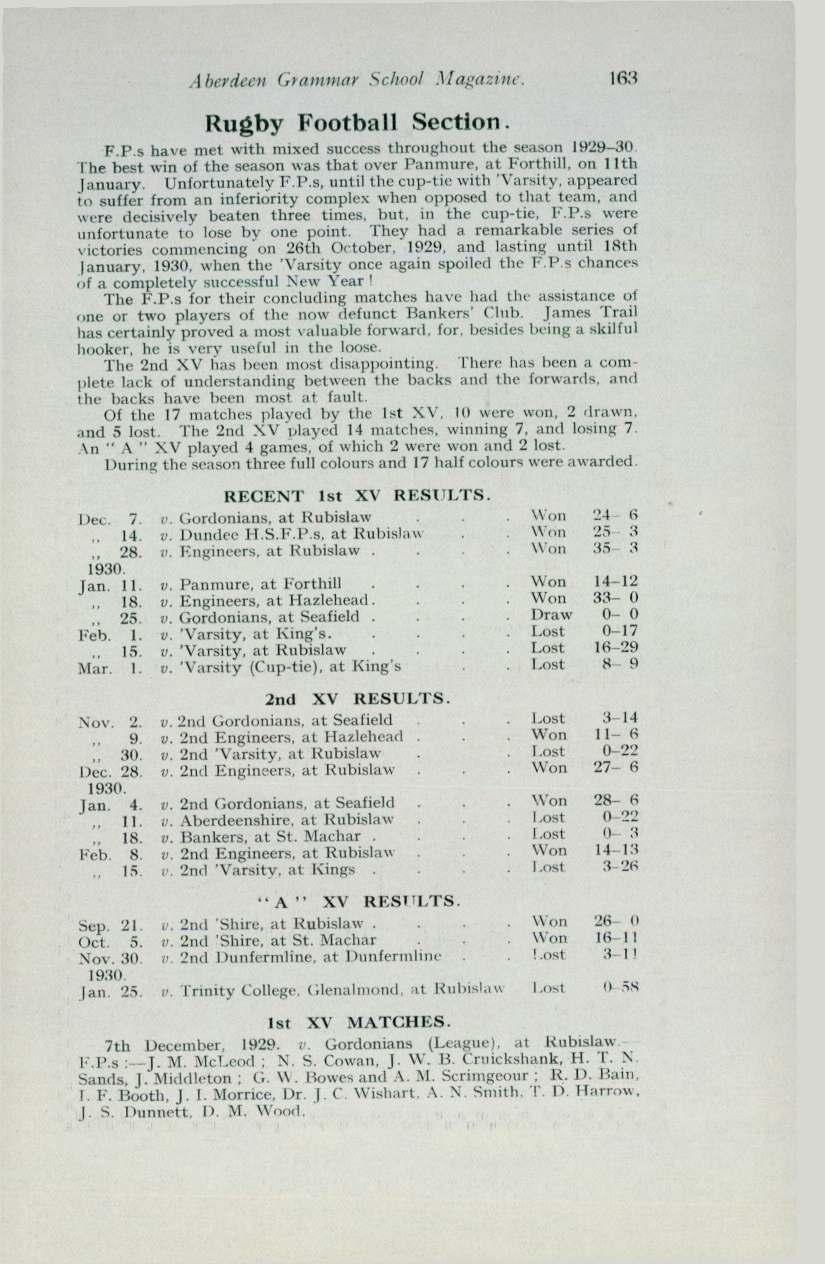 Aberdeen Grammar School Magazine. 163
Rugby Football Section.
F.P.s have met with mixed success throughout the season 1929–30.
The best win of the season was that over Panmure, at Forthill, on 11th
January. Unfortunately F.P.s, until the cup-tie with 'Varsity, appeared
to suffer from an inferiority complex when opposed to that team, and
were decisively beaten three times, but, in the cup-tie, F.P.s were
unfortunate to lose by one point. They had a remarkable series of
victories commencing on 26th October, 1929, and lasting until 18th
January, 1930, when the 'Varsity once again spoiled the F.P.s chances
of a completely successful New Year !
The F.P.s for their concluding matches have had the assistance of
one or two players of the now defunct Bankers' Club. James Trail
has certainly proved a most valuable forward, for, besides being a skilful
hooker, he is very useful in the loose.
The 2nd XV has been most disappointing. There has been a com-
plete lack of understanding between the backs and the forwards, and
the backs have been most at fault.
Of the 17 matches played by the 1st XV, 10 were won, 2 drawn,
and 5 lost. The 2nd XV played 14 matches, winning 7, and losing 7.
An " A " XV played 4 games, of which 2 were won and 2 lost.
During the season three full colours and 17 half colours were awarded.
RECENT 1st XV RESULTS.
Dec. 7. v. Gordonians, at Rubislaw . . . Won 24– 6
,, 14. v. Dundee H.S.F.P.s, at Rubislaw . . Won 25– 3
,, 28. v. Engineers, at Rubislaw . . . . Won 35– 3
1930.
Jan. 11. v. Panmure, at Forthill . . . . Won 14–12
,, 18. v. Engineers, at Hazlehead . . . . Won 33– 0
,, 25. v. Gordonians, at Seafield . . . . Draw 0– 0
Feb. 1. v. 'Varsity, at King's. . . . . Lost 0–17
,, 15. v. 'Varsity, at Rubislaw . . . . Lost 16–29
Mar. 1. v. 'Varsity (Cup-tie), at King's . . Lost 8– 9
2nd XV RESULTS.
Nov. 2. v. 2nd Gordonians, at Seafield . . . Lost 3–14
,, 9. v. 2nd Engineers, at Hazlehead . . . Won 11– 6
,, 30. v. 2nd 'Varsity, at Rubislaw . . Lost 0–22
Dec. 28. v. 2nd Engineers, at Rubislaw . . . Won 27– 6
1930.
Jan. 4. v. 2nd Gordonians, at Seafield . . . Won 28– 6
,, 11. v. Aberdeenshire, at Rubislaw . . . Lost 0–22
,, 18. v. Bankers, at St. Machar . . . . Lost 0– 3
Feb. 8. v. 2nd Engineers, at Rubislaw . . . Won 14–13
,, 15. v. 2nd 'Varsity, at Kings . . . . Lost 3–26
" A " XV RESULTS.
Sep. 21. v. 2nd 'Shire, at Rubislaw . . . . Won 26– 0
Oct. 5. v. 2nd 'Shire, at St. Machar . . . Won 16–11
Nov. 30. v. 2nd Dunfermline, at Dunfermline . . Lost 3–11
1930.
Jan. 25. v. Trinity College, Glenalmond, at Rubislaw Lost 0–58
1st XV MATCHES.
7th December, 1929. v. Gordonians (League), at Rubislaw.—
F.P.s :—J. M. McLeod ; N. S. Cowan, J. W. B. Cruickshank, H. T. N.
Sands, J. Middleton ; G. W. Bowes and A. M. Scrimgeour ; R. D. Bain,
I. F. Booth, J. I. Morrice, Dr. J. C. Wishart, A. N. Smith, T. D. Harrow,
J. S. Dunnett, D. M. Wood.